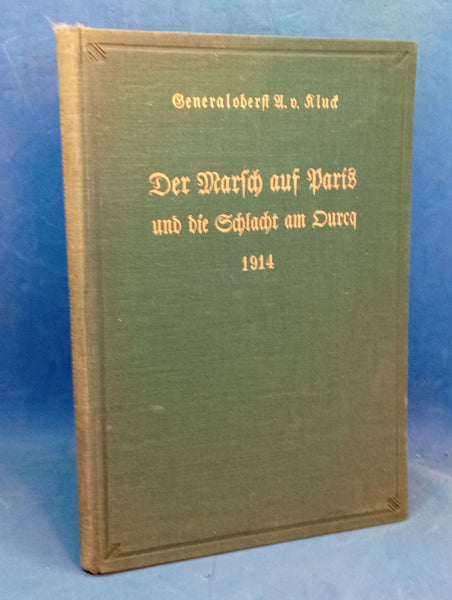 Generaloberst A. v. Kluck
Der Marsch auf Paris
und die Schlacht am Ourcq
1914